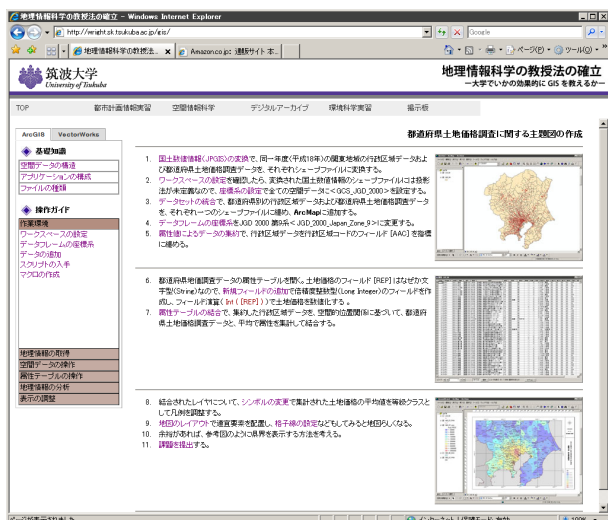 地理情報科学の教授法の確立 - Windows Internet Explorer
http://wright.sk.tsukuba.ac.jp/gis/
Google
地理情報科学の教授法...
Amazon.co.jp: 通販サイト 本...
ページ(P)
ツール(O)
筑波大学
University of Tsukuba
地理情報科学の教授法の確立
ー大学でいかの効果的に GIS を教えるかー
TOP
都市計画情報実習
空間情報科学
デジタルアーカイブ
環境科学実習
掲示板
ArcGIS
VectorWorks
都道府県土地価格調査に関する主題図の作成
基礎知識
空間データの構造
アプリケーションの構成
ファイルの種類
操作ガイド
作業環境
ワークスペースの設定
データフレームの座標系
データの追加
スクリプトの入手
マクロの作成
地理情報の取得
空間データの操作
属性テーブルの操作
地理情報の分析
表示の調整
1. 国土数値情報(JPGIS)の変換で、同一年度(平成18年)の関東地域の行政区域データおよ
び都道府県土地価格調査データを、それぞれシェープファイルに変換する。
2. ワークスペースの設定を確認したら、変換された国土数値情報のシェープファイルには投影
法が未定義なので、座標系の設定で全ての空間データに<GCS_JGD_2000>を設定する。
3. データセットの統合で、都道府県別の行政区域データおよび都道府県土地価格調査データ
を、それぞれ一つのシェープファイルに纏め、ArcMapに追加する。
4. データフレームの座標系をJGD 2000 第9系<JGD_2000_Japan_Zone_9>に変更する。
5. 属性値によるデータの集約で、行政区域データを行政区域コードのフィールド [AAC] を指標
に纏める。
6. 都道府県地価調査データの属性テーブルを開く。土地価格のフィールド [REP] はなぜか文
字型(String)なので、新規フィールドの追加で倍精度整数型(Long Integer)のフィールドを作
成し、フィールド演算( Int ( [REP] ) )で土地価格を数値化する。
7. 属性テーブルの結合で、集約した行政区域データを、空間的位置関係に基づいて、都道府
県土地価格調査データと、平均で属性を集計して結合する。
8. 結合されたレイヤについて、シンボルの変更で集計された土地価格の平均値を等級クラスと
して凡例を調整する。
9. 地図のレイアウトで適宜要素を配置し、格子線の設定などもしてみると地図らしくなる。
10. 余裕があれば、参考図のように県界を表示する方法を考える。
11. 課題を提出する。
ページが表示されました
インターネット | 保護モード: 有効
100%